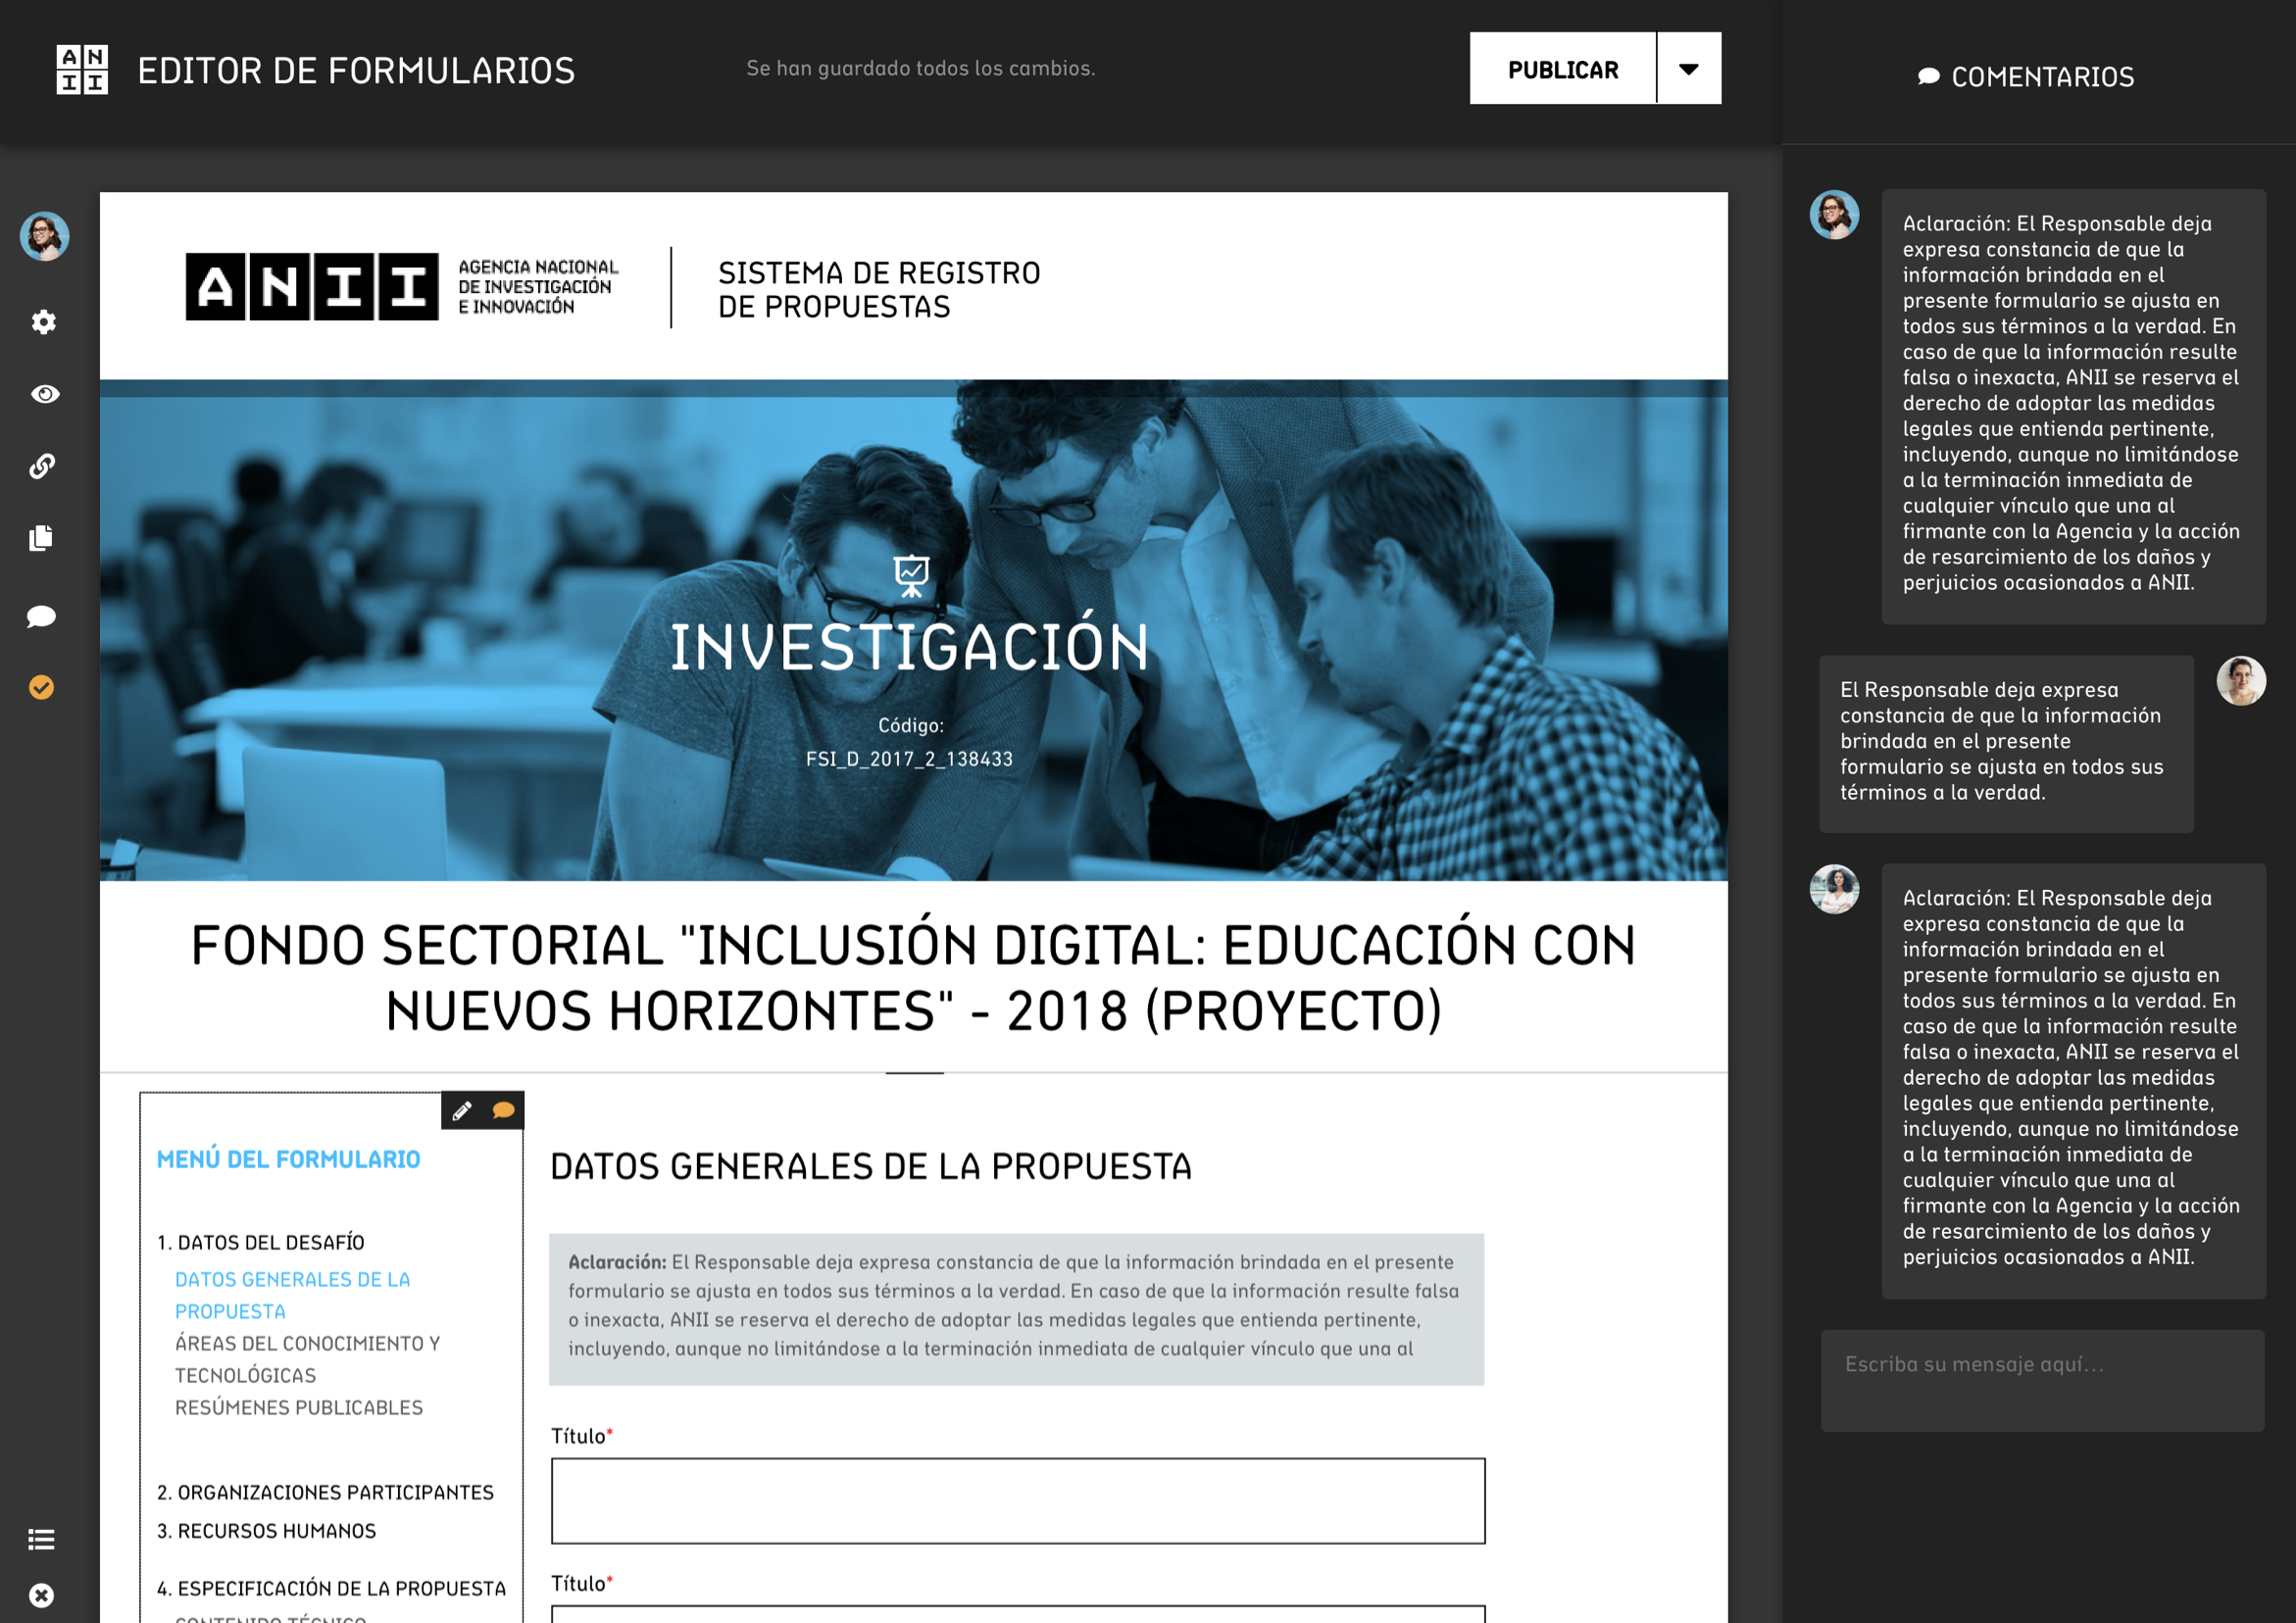 AN
II
EDITOR DE FORMULARIOS
Se han guardado todos los cambios.
PUBLICAR
COMENTARIOS
ANII
AGENCIA NACIONAL
DE INVESTIGACIÓN
E INNOVACIÓN
SISTEMA DE REGISTRO
DE PROPUESTAS
INVESTIGACIÓN
Código:
FSI_D_2017_2_138433
FONDO SECTORIAL "INCLUSIÓN DIGITAL: EDUCACIÓN CON
NUEVOS HORIZONTES" - 2018 (PROYECTO)
MENÚ DEL FORMULARIO
1. DATOS DEL DESAFÍO
DATOS GENERALES DE LA
PROPUESTA
ÁREAS DEL CONOCIMIENTO Y
TECNOLÓGICAS
RESÚMENES PUBLICABLES
2. ORGANIZACIONES PARTICIPANTES
3. RECURSOS HUMANOS
4. ESPECIFICACIÓN DE LA PROPUESTA
CONTENIDO TÉCNICO
DATOS GENERALES DE LA PROPUESTA
Aclaración: El Responsable deja expresa constancia de que la información brindada en el presente
formulario se ajusta en todos sus términos a la verdad. En caso de que la información resulte falsa
o inexacta, ANII se reserva el derecho de adoptar las medidas legales que entienda pertinente,
incluyendo, aunque no limitándose a la terminación inmediata de cualquier vínculo que una al
Título*
Título*
Aclaración: El Responsable deja
expresa constancia de que la
información brindada en el
presente formulario se ajusta en
todos sus términos a la verdad. En
caso de que la información resulte
falsa o inexacta, ANII se reserva el
derecho de adoptar las medidas
legales que entienda pertinente,
incluyendo, aunque no limitándose
a la terminación inmediata de
cualquier vínculo que una al
firmante con la Agencia y la acción
de resarcimiento de los daños y
perjuicios ocasionados a ANII.
El Responsable deja expresa
constancia de que la información
brindada en el presente
formulario se ajusta en todos sus
términos a la verdad.
Aclaración: El Responsable deja
expresa constancia de que la
información brindada en el
presente formulario se ajusta en
todos sus términos a la verdad. En
caso de que la información resulte
falsa o inexacta, ANII se reserva el
derecho de adoptar las medidas
legales que entienda pertinente,
incluyendo, aunque no limitándose
a la terminación inmediata de
cualquier vínculo que una al
firmante con la Agencia y la acción
de resarcimiento de los daños y
perjuicios ocasionados a ANII.
Escriba su mensaje aquí...